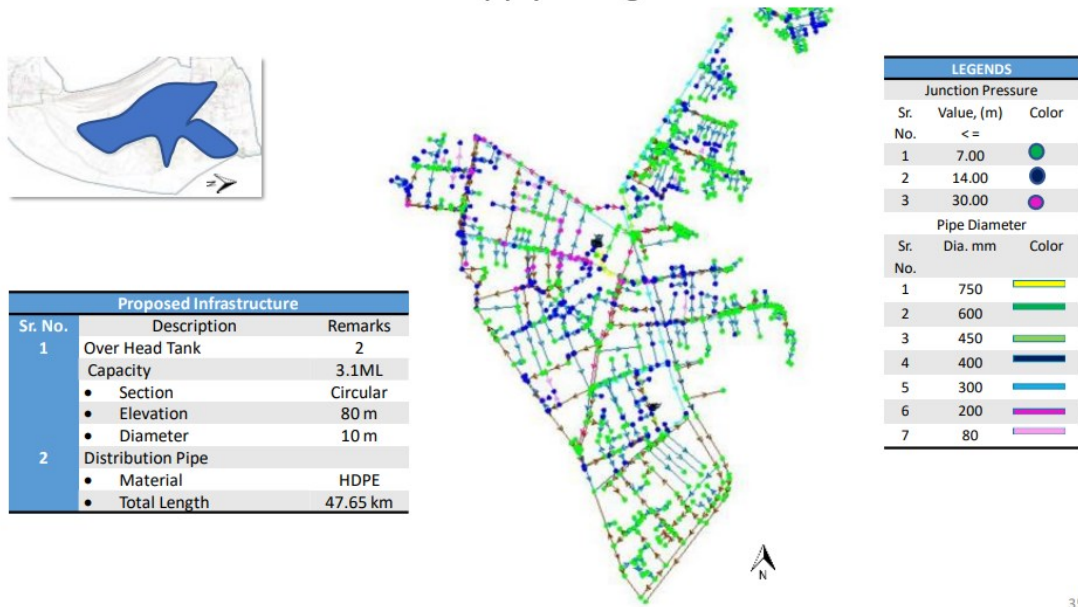 LEGENDS
Junction Pressure
Sr. Value, (m) Color
No. <=
1 7.00
2 14.00
3 30.00
Pipe Diameter
Sr. Dia. mm Color
No.
1 750
2 600
3 450
4 400
5 300
6 200
7 80
Proposed Infrastructure
Sr. No. Description Remarks
1 Over Head Tank 2
Capacity 3.1ML
• Section Circular
• Elevation 80 m
• Diameter 10 m
2 Distribution Pipe
• Material HDPE
• Total Length 47.65 km
N